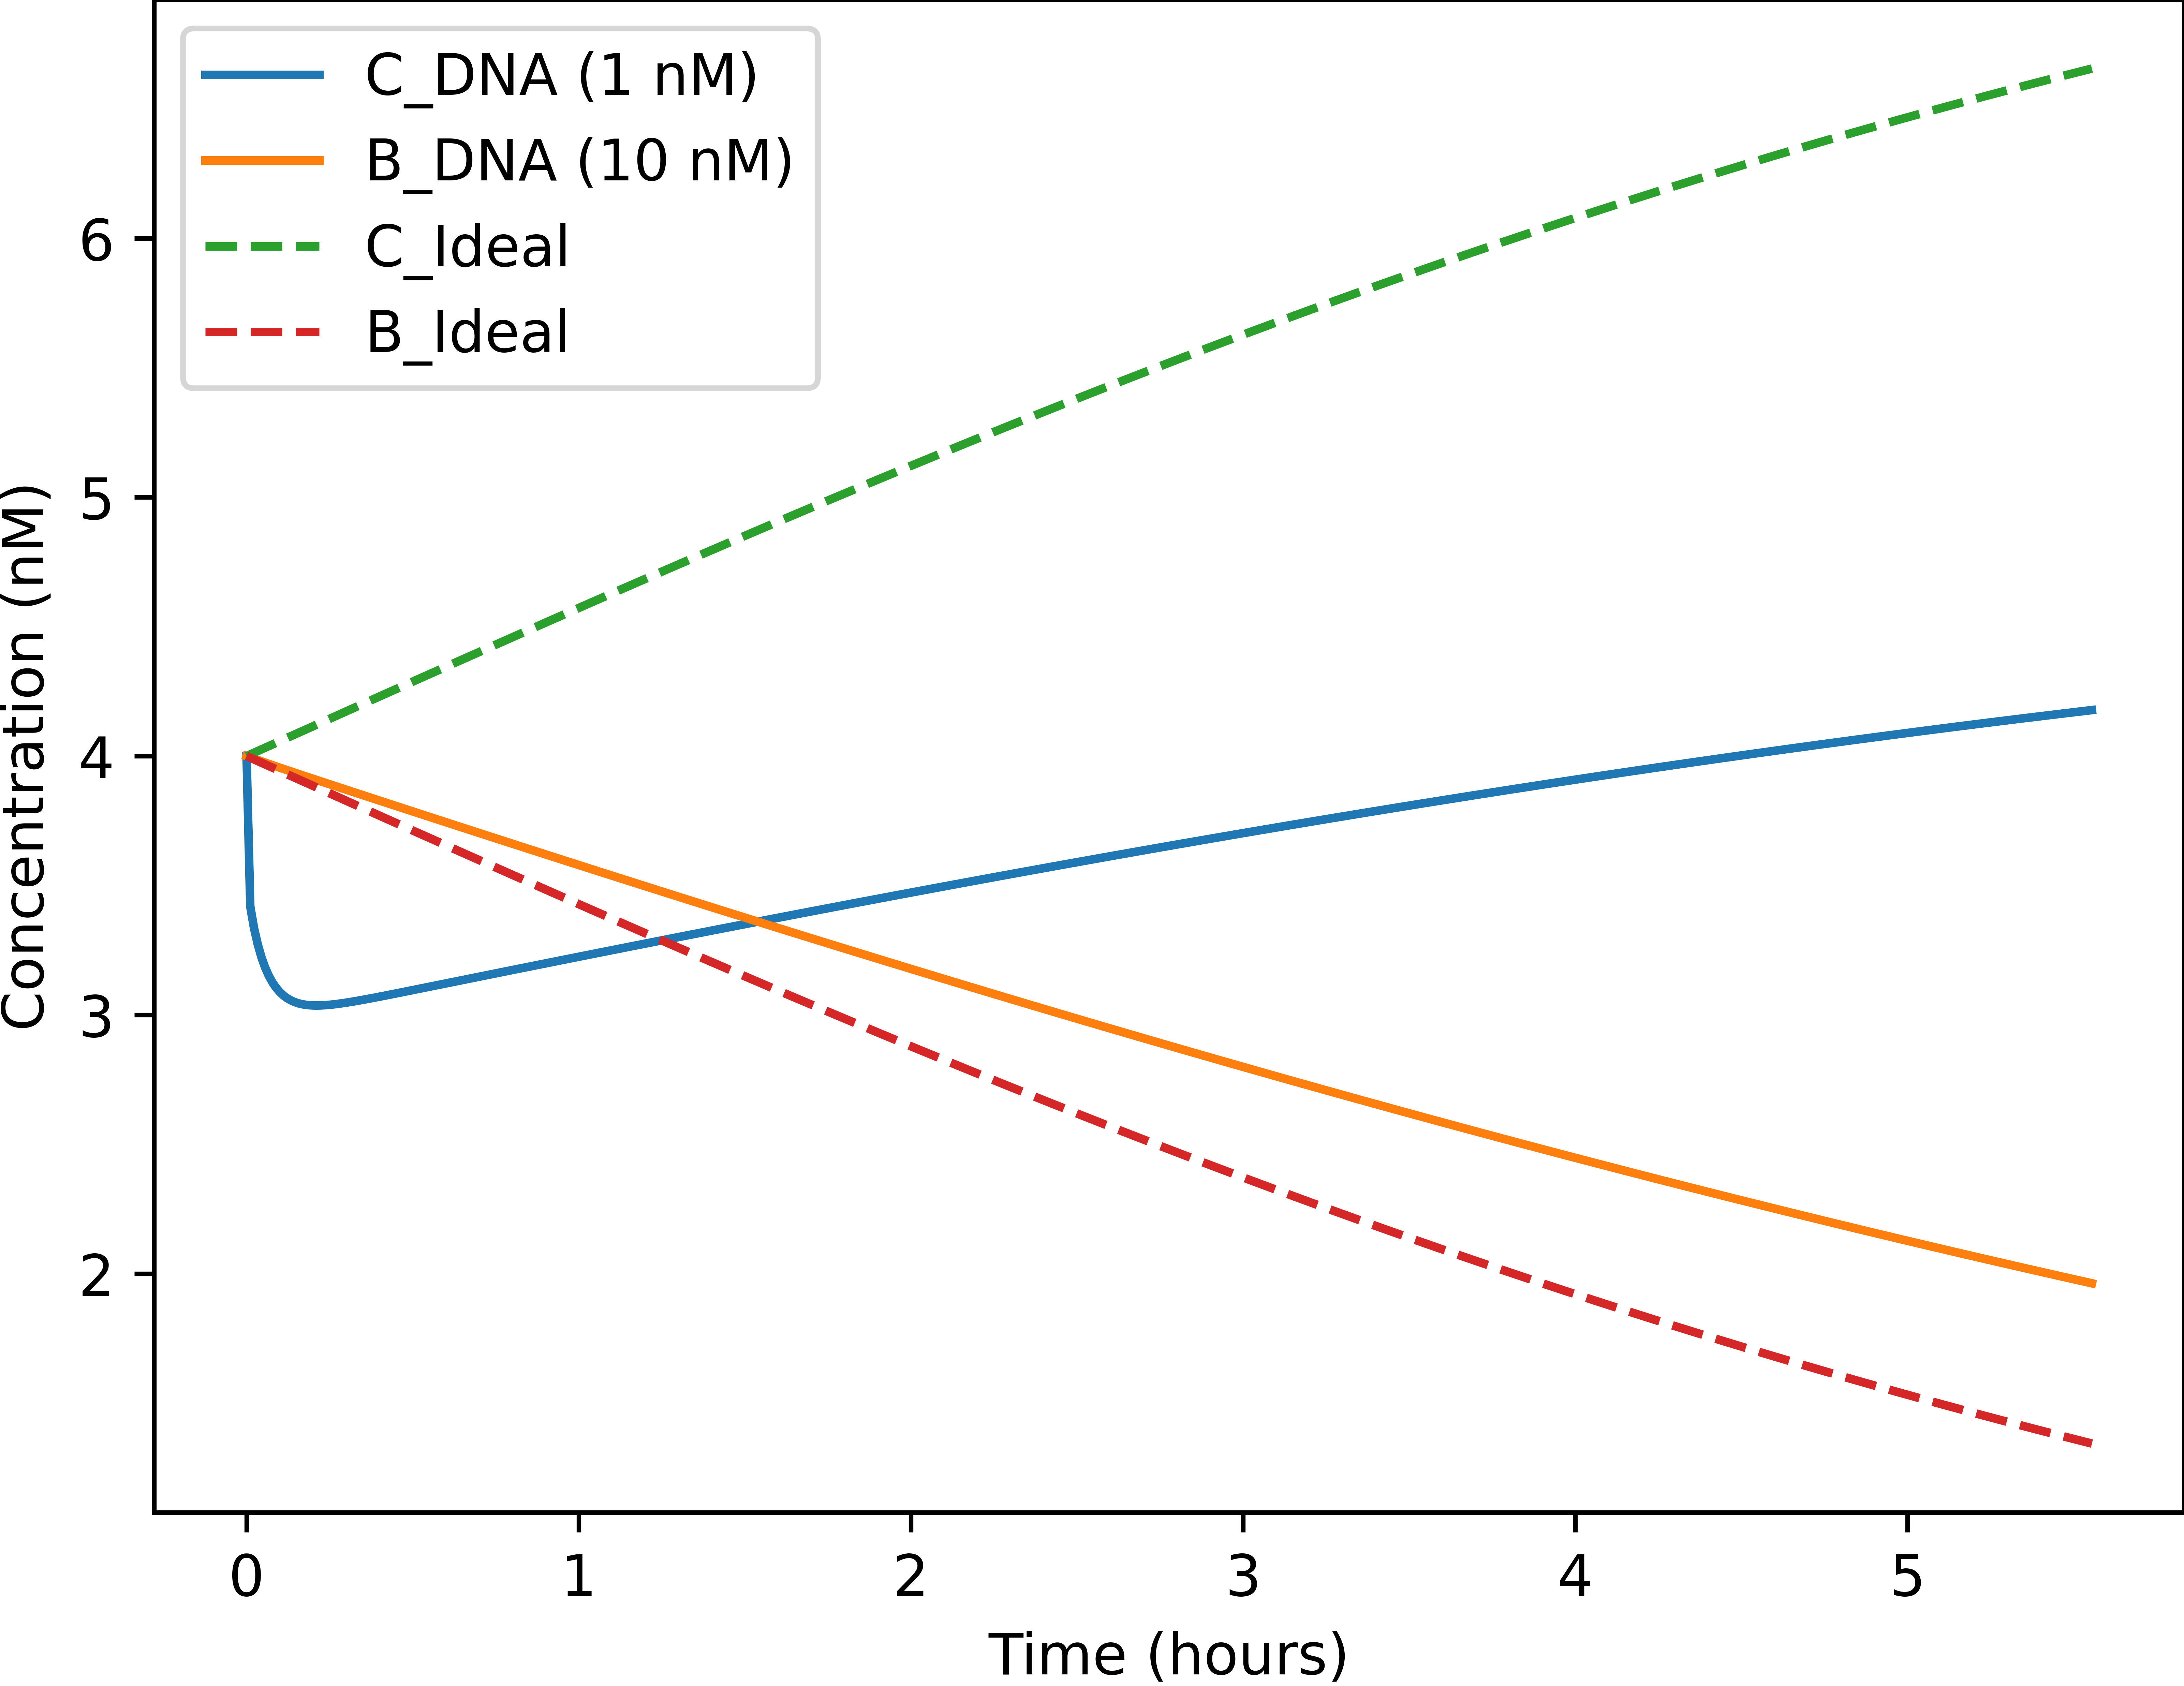 C_DNA (1 nM)
B_DNA (10 nM)
C_Ideal
B_Ideal
Concentration (nM)
6
5
4
3
2
0 1 2 3 4 5
Time (hours)